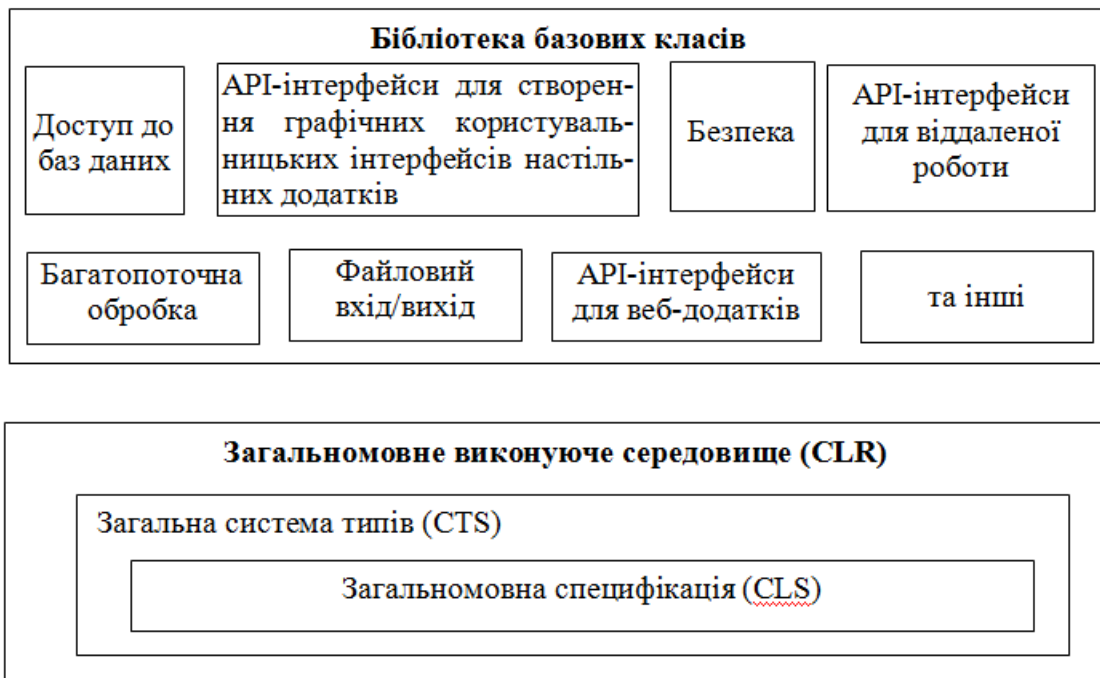 Бібліотека базових класів
Доступ до
баз даних
API-інтерфейси для створен-
ня графічних користуваль-
ницьких інтерфейсів настіль-
них додатків
Безпека
API-інтерфейси
для віддаленої
роботи
Багатопоточна
обробка
Файловий
вхід/вихід
API-інтерфейси
для веб-додатків
та інші
Загальномовне виконуюче середовище (CLR)
Загальна система типів (CTS)
Загальномовна специфікація (CLS)